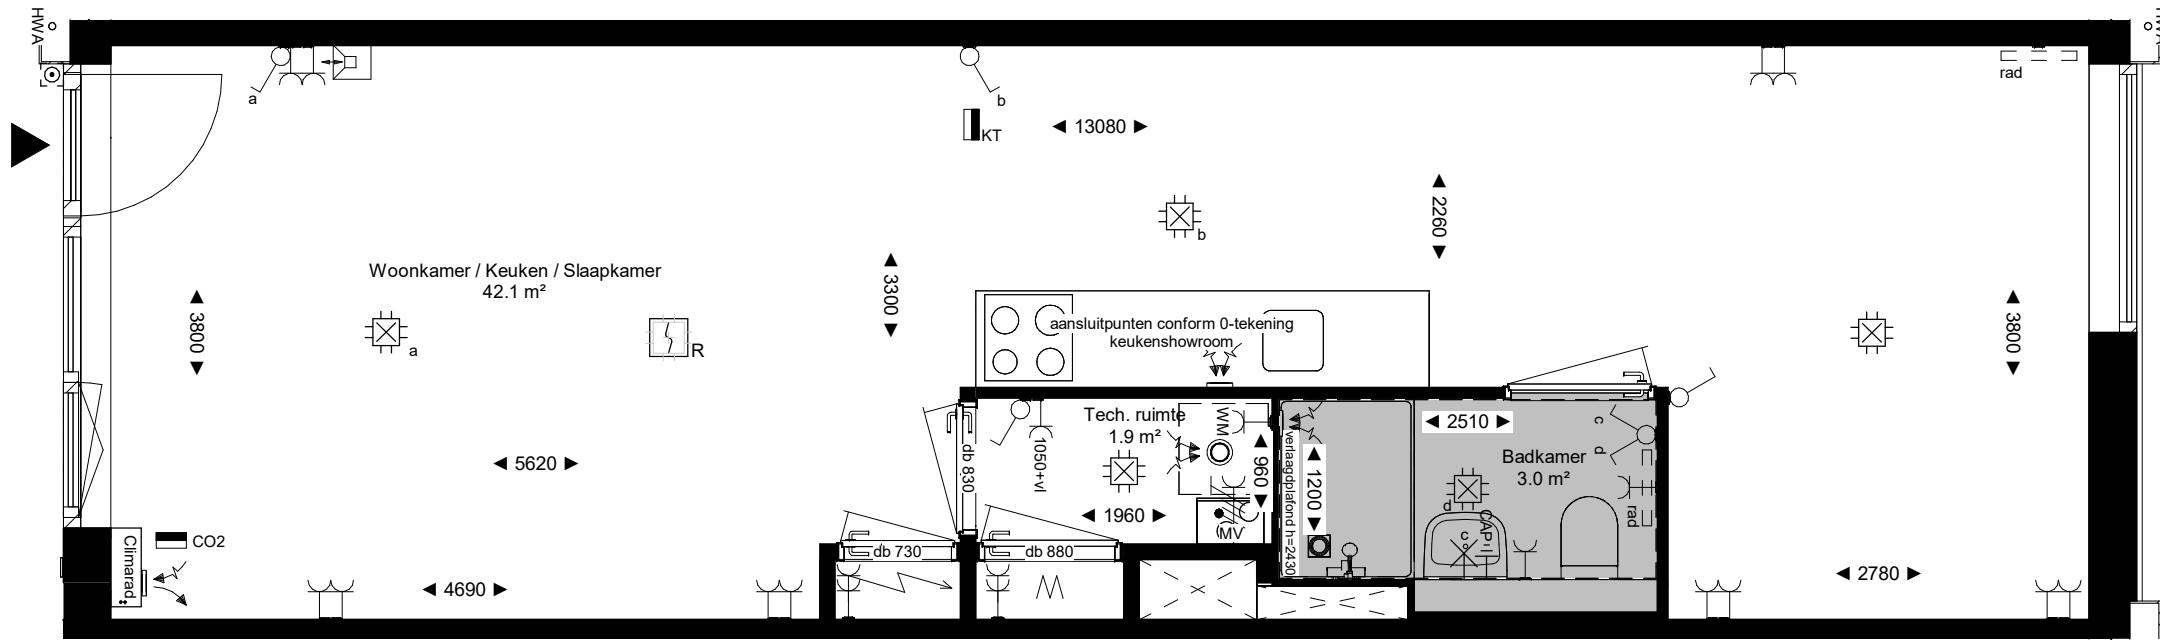 HWA
HWA
a
b
rad
KT
13080
2260
b
Woonkamer / Keuken / Slaapkamer
42.1 m²
3300
3800
3800
a
R
aansluitpunten conform 0-tekening
keukenshowroom
Tech. ruimte
1.9 m²
WM
2510
c
d
Badkamer
3.0 m²
5620
db 830
1050+vl
960
verlaagdplafond h=2430
1200
1960
d
c
CAP
rad
MV
CO2
Climarad
db 730
db 880
4690
2780